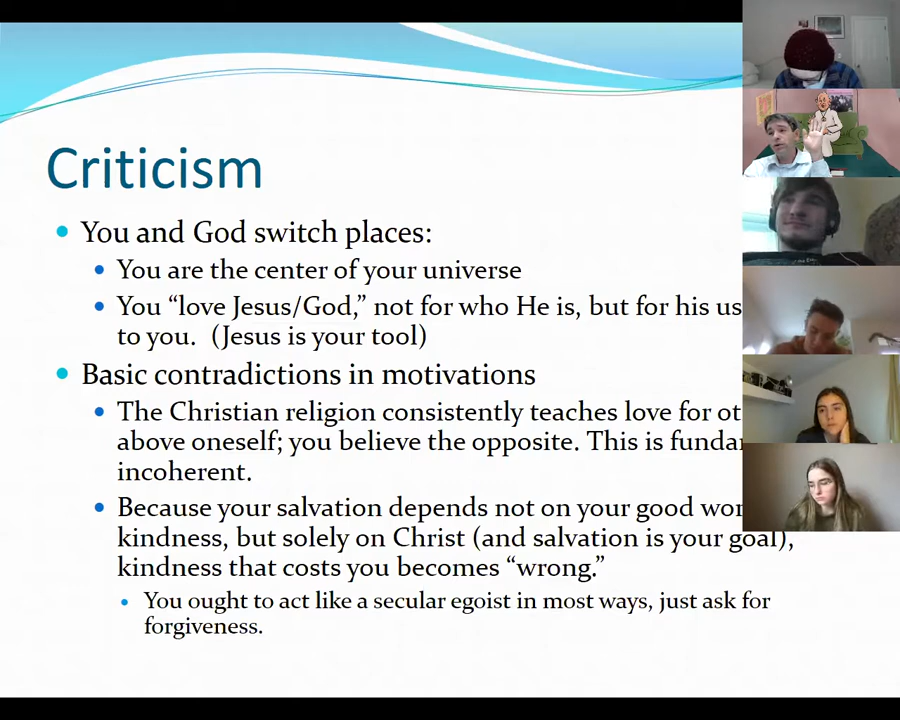 Criticism
You and God switch places:
You are the center of your universe
You “love Jesus/God,” not for who He is, but for his
to you. (Jesus is your tool)
Basic contradictions in motivations
The Christian religion consistently teaches love for
above oneself; you believe the opposite. This is
incoherent.
Because your salvation depends not on your good
kindness, but solely on Christ (and salvation is your goal),
kindness that costs you becomes “wrong.”
You ought to act like a secular egoist in most ways, just ask for
forgiveness.